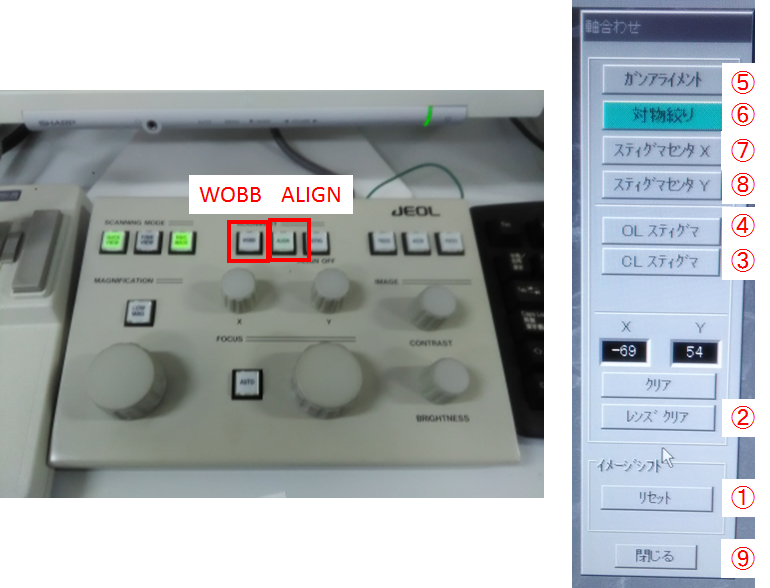 SHARP
WOBB ALIGN
JEOL
SCANNING MODE
MAGNIFICATION
X
Y
IMAGE
CONTRAST
FOCUS
AUTO
BRIGHTNESS
軸合わせ
ガンアライメント ⑤
対物絞り ⑥
スティグマセンタ X ⑦
スティグマセンタ Y ⑧
OL スティグマ ④
CL スティグマ ③
X Y
-69 54
クリア
レンズ クリア ②
イメージシフト
リセット ①
閉じる ⑨